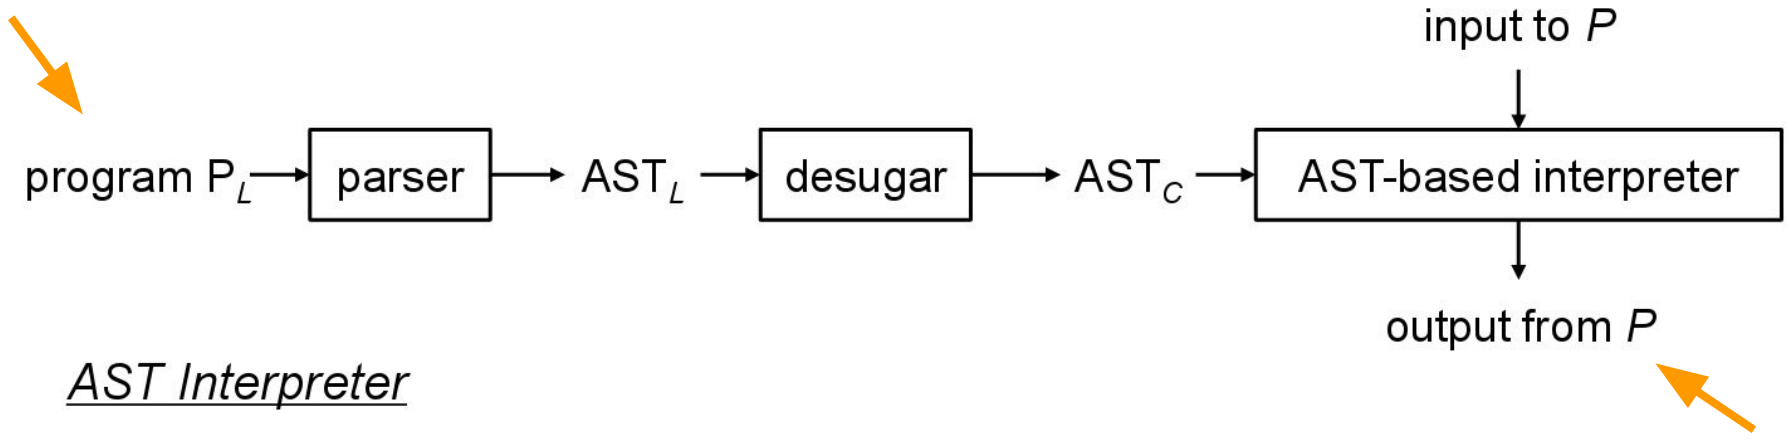 input to P
program P_L
parser
AST_L
desugar
AST_C
AST-based interpreter
output from P
AST Interpreter